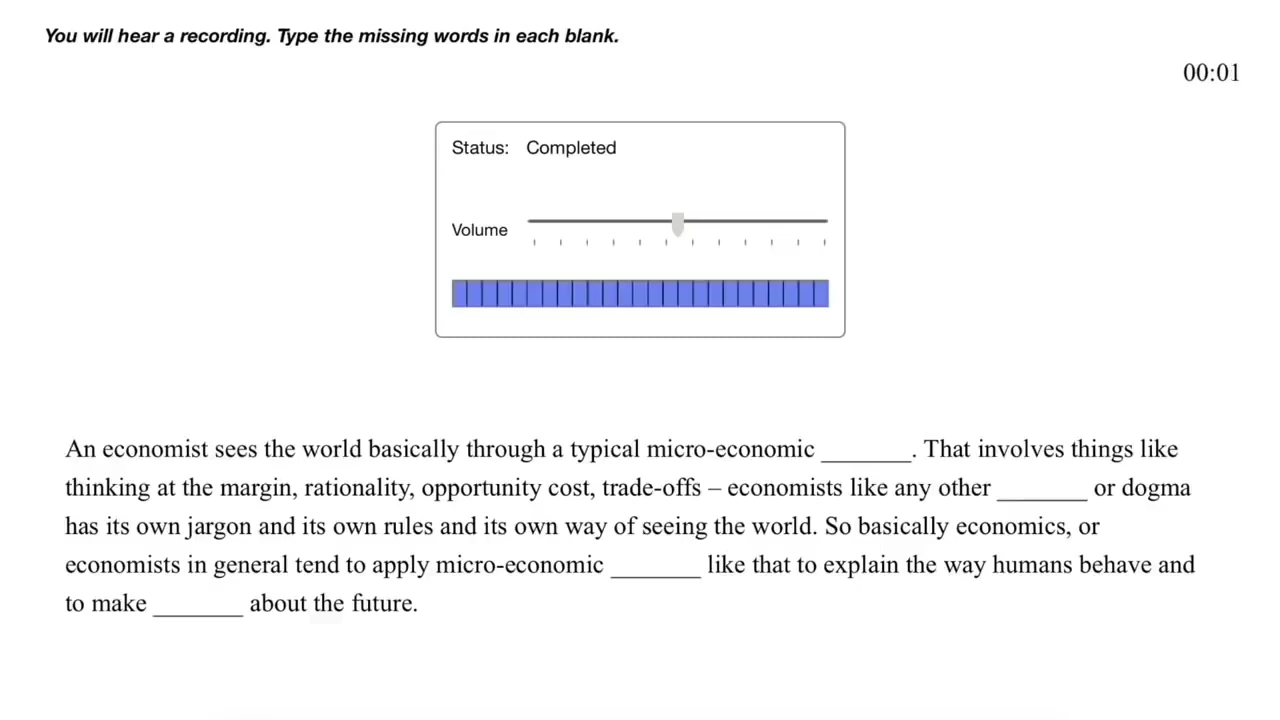 You will hear a recording. Type the missing words in each blank.
00:01
Status: Completed
Volume
An economist sees the world basically through a typical micro-economic _______. That involves things like
thinking at the margin, rationality, opportunity cost, trade-offs – economists like any other _______ or dogma
has its own jargon and its own rules and its own way of seeing the world. So basically economics, or
economists in general tend to apply micro-economic _______ like that to explain the way humans behave and
to make _______ about the future.